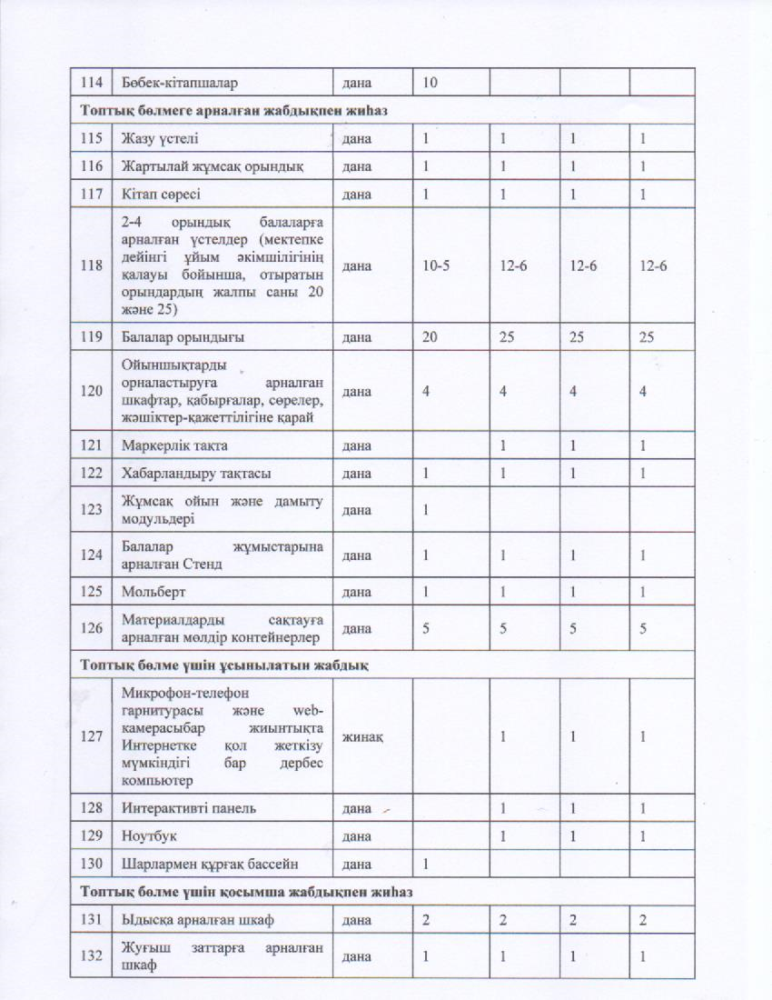 114 Бөбек-кітапшалар дана 10
Топтық бөлмеге арналған жабдықпен жиһаз
115 Жазу үстелі дана 1 1 1 1
116 Жартылай жұмсақ орындық дана 1 1 1 1
117 Кітап сөресі дана 1 1 1 1
2-4 орындық балаларға
арналған үстелдер (мектепке
дейінгі ұйым әкімшілігінің
118 қалауы бойынша, отыратын дана 10-5 12-6 12-6 12-6
орындардың жалпы саны 20
және 25)
119 Балалар орындығы дана 20 25 25 25
Ойыншықтарды
орналастыруға арналған
120 шкафтар, қабырғалар, сөрелер, дана 4 4 4 4
жәшіктер-қажеттілігіне қарай
121 Маркерлік тақта дана 1 1 1
122 Хабарландыру тақтасы дана 1 1 1 1
123 Жұмсақ ойын және дамыту дана 1
модульдері
124 Балалар жұмыстарына дана 1 1 1 1
арналған Стенд
125 Мольберт дана 1 1 1 1
126 Материалдарды сақтауға дана 5 5 5 5
арналған мөлдір контейнерлер
Топтық бөлме үшін ұсынылатын жабдық
Микрофон-телефон
гарнитурасы және web-
камерасыбар жиынтықта
127 Интернетке қол жеткізу жинақ 1 1 1
мүмкіндігі бар дербес
компьютер
128 Интерактивті панель дана 1 1 1
129 Ноутбук дана 1 1 1
130 Шарлармен құрғақ бассейн дана 1
Топтық бөлме үшін қосымша жабдықпен жиһаз
131 Ыдысқа арналған шкаф дана 2 2 2 2
132 Жуғыш заттарға арналған дана 1 1 1 1
шкаф